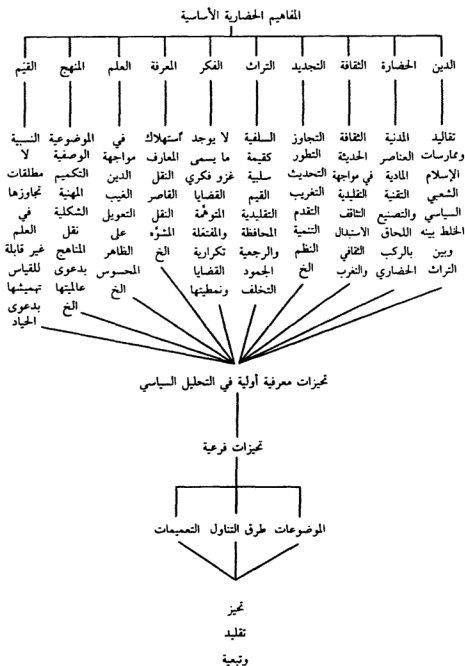 المفاهيم الحضارية الأساسية
الدين
الحضارة
الثقافة
التجديد
التراث
الفكر
المعرفة
العلم
المنهج
القيَم
تقاليد
وممارسات
الإسلام
الشعبي
السياسي
الخلط بينه
وبين
التراث
المدنية
العناصر
المادية
التقنية
والتصنيع
اللحاق
بالركب
الحضاري
الثقافة
الحديثة
في مواجهة
التقليدية
التثاقف
الاستبدال
الثقافي
والتغرب
التجاوز
التطور
التحديث
التغريب
التقدم
التنمية
النظم
الخ
السلفية
كقيمة
سلبية
القيم
التقليدية
المحافظة
والرجعية
الجمود
التخلف
لا يوجد
ما يسمى
غزو فكري
القضايا
المتوهّمة
والمفتعلة
تكرارية
القضايا
ونمطيتها
استهلاك
المعارف
النقل
القاصر
النقل
المشوّه
الخ
في
مواجهة
الدين
الغيب
التعويل
على
الظاهر
المحسوس
الخ
الموضوعية
الوصفية
التكميم
المهنية
الشكلية
نقل
المناهج
بدعوى
عالميتها
الخ
النسبية
لا
مطلقات
تجاوزها
في
العلم
غير قابلة
للقياس
تهميشها
بدعوى
الحياد
تحيزات معرفية أولية في التحليل السياسي
تحيزات فرعية
الموضوعات
طرق التناول
التعميمات
تحيز
تقليد
وتبعية